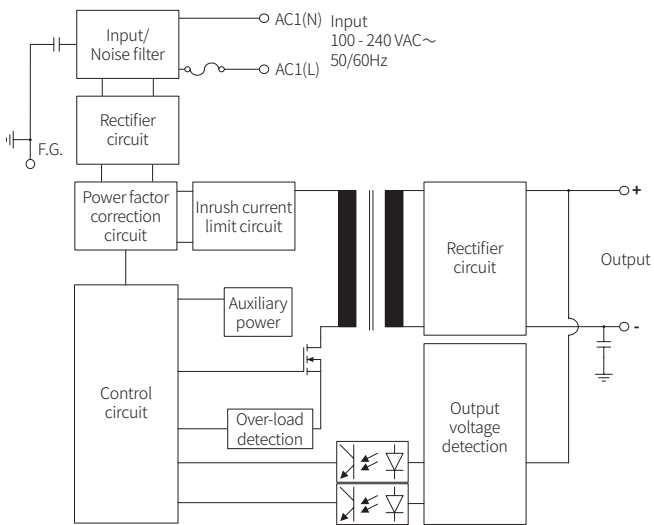 Input/
Noise filter
AC1(N)
Input
100 - 240 VAC～
50/60Hz
AC1(L)
Rectifier
circuit
F.G.
Power factor
correction
circuit
Inrush current
limit circuit
Rectifier
circuit
+
Output
-
Auxiliary
power
Control
circuit
Over-load
detection
Output
voltage
detection